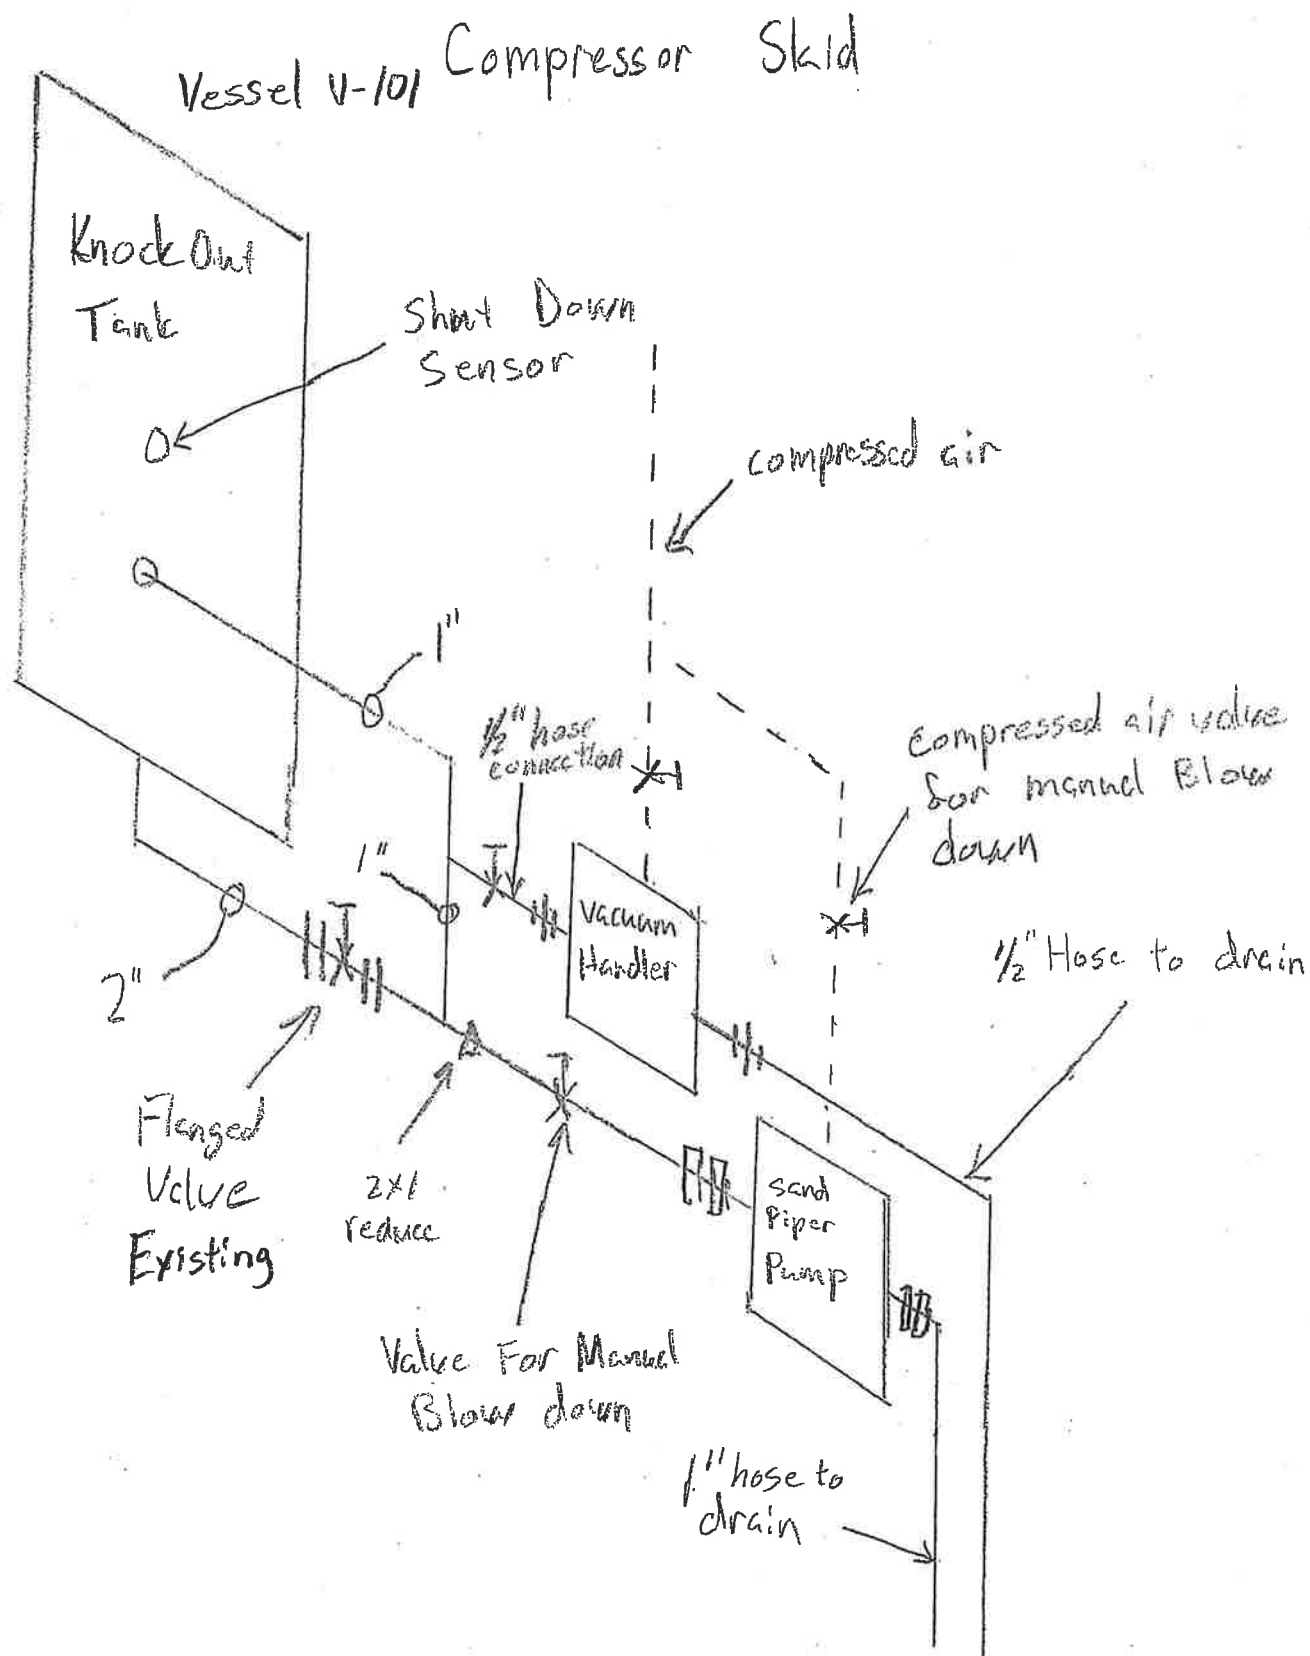 Compressor Skid
Vessel V-101
Knock Out
Tank
Shut Down
Sensor
compressed air
1"
1/2" hose
connection
compressed air valve
for manual Blow
down
1"
Vacuum
Handler
1/2" Hose to drain
2"
Flanged
Valve
Existing
2x1
reduce
Sand
Piper
Pump
Valve For Manual
Blow down
1" hose to
drain